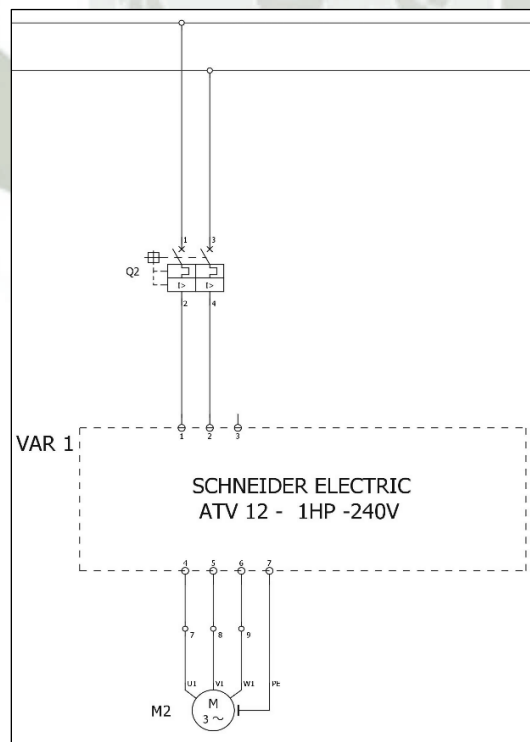 1 3
Q2
I> I>
2 4
1 2 3
VAR 1
SCHNEIDER ELECTRIC
ATV 12 - 1HP -240V
4 5 6 7
7 8 9
U1 V1 W1 PE
M2
M
3 ~